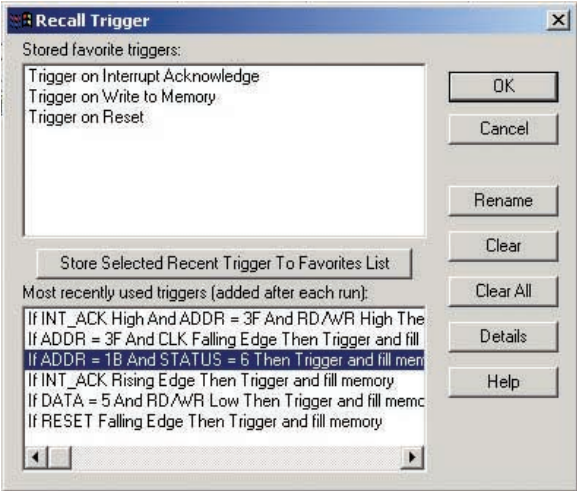 Recall Trigger
Stored favorite triggers:
Trigger on Interrupt Acknowledge
Trigger on Write to Memory
Trigger on Reset
OK
Cancel
Rename
Clear
Clear All
Details
Help
Store Selected Recent Trigger To Favorites List
Most recently used triggers (added after each run):
If INT_ACK High And ADDR = 3F And RD/WR High The
If ADDR = 3F And CLK Falling Edge Then Trigger and fill
If ADDR = 1B And STATUS = 6 Then Trigger and fill mem
If INT_ACK Rising Edge Then Trigger and fill memory
If DATA = 5 And RD/WR Low Then Trigger and fill memo
If RESET Falling Edge Then Trigger and fill memory